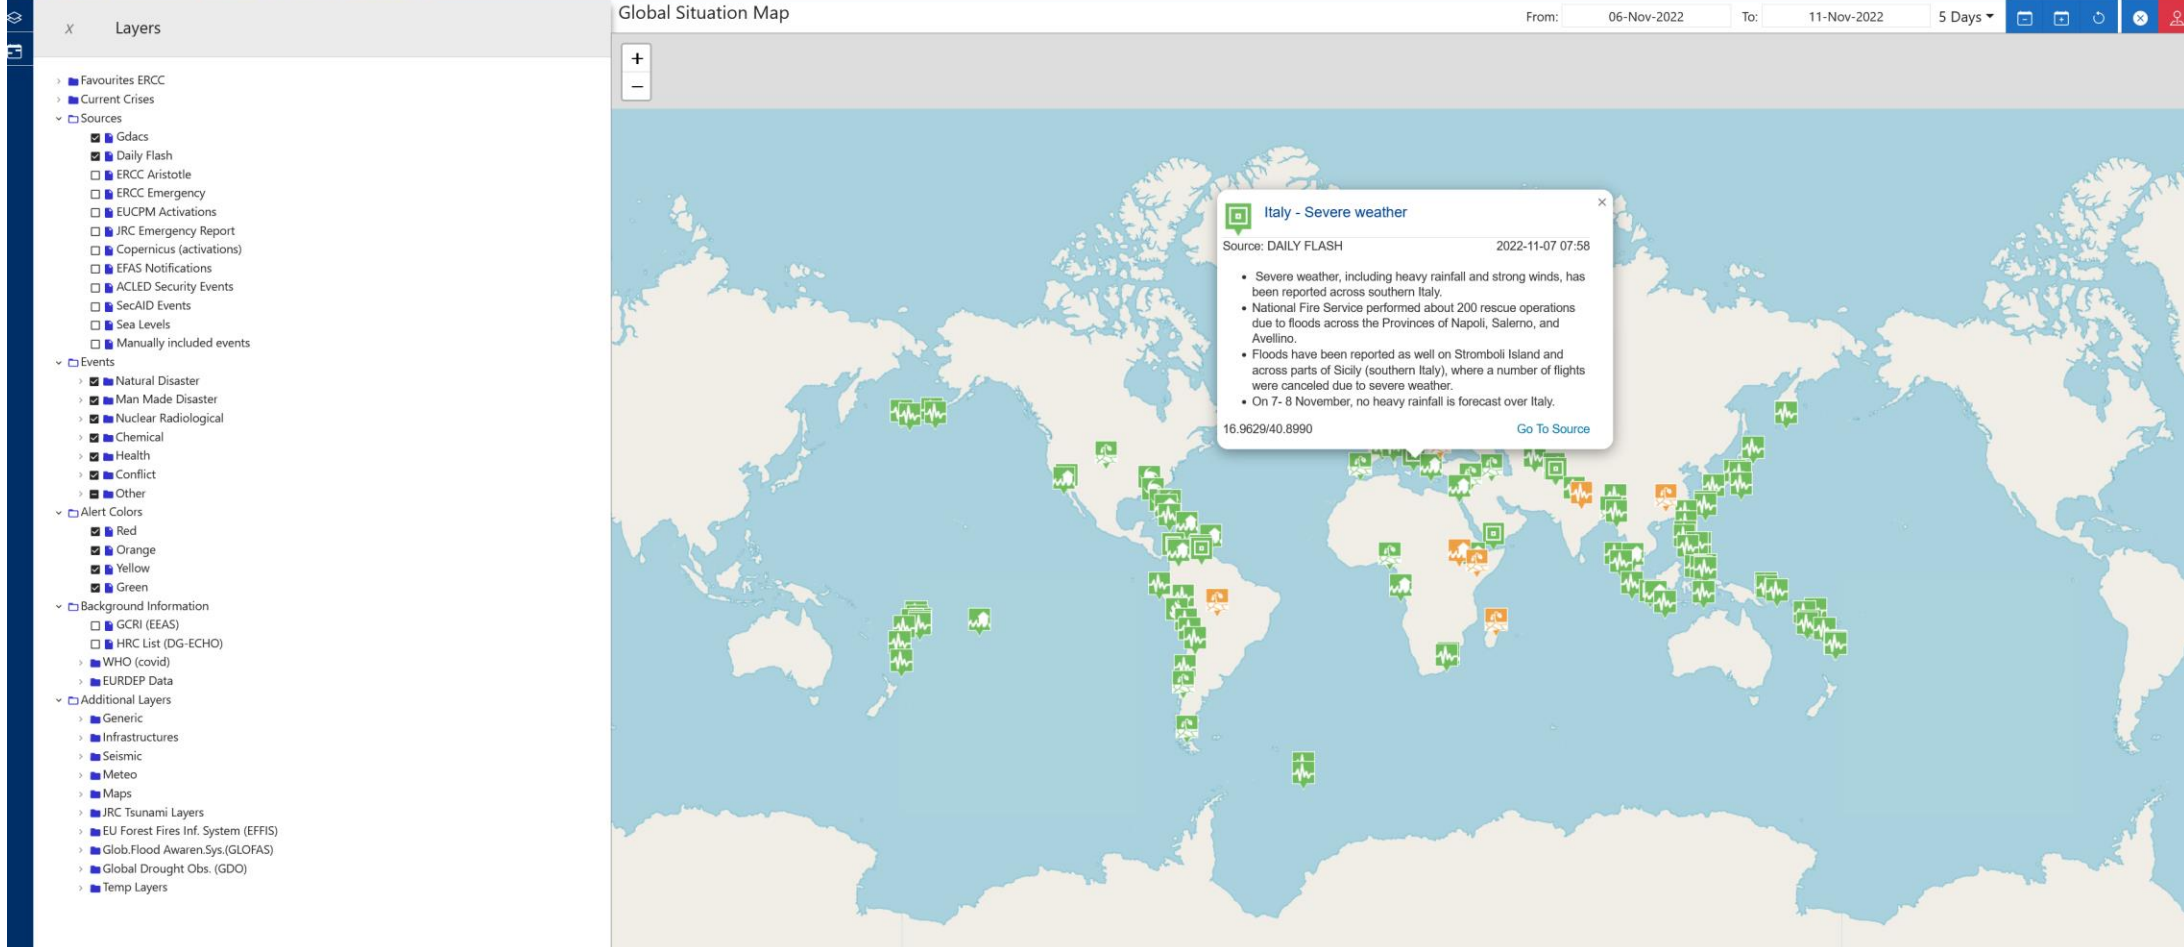 X Layers
Favourites ERCC
Current Crises
Sources
Gdacs
Daily Flash
ERCC Aristotle
ERCC Emergency
EUCPM Activations
JRC Emergency Report
Copernicus (activations)
EFAS Notifications
ACLED Security Events
SecAID Events
Sea Levels
Manually included events
Events
Natural Disaster
Man Made Disaster
Nuclear Radiological
Chemical
Health
Conflict
Other
Alert Colors
Red
Orange
Yellow
Green
Background Information
GCRI (EEAS)
HRC List (DG-ECHO)
WHO (covid)
EURDEP Data
Additional Layers
Generic
Infrastructures
Seismic
Meteo
Maps
JRC Tsunami Layers
EU Forest Fires Inf. System (EFFIS)
Glob.Flood Awaren.Sys.(GLOFAS)
Global Drought Obs. (GDO)
Temp Layers
Global Situation Map
From: 06-Nov-2022 To: 11-Nov-2022 5 Days
+
−
Italy - Severe weather
×
Source: DAILY FLASH 2022-11-07 07:58
• Severe weather, including heavy rainfall and strong winds, has
been reported across southern Italy.
• National Fire Service performed about 200 rescue operations
due to floods across the Provinces of Napoli, Salerno, and
Avellino.
• Floods have been reported as well on Stromboli Island and
across parts of Sicily (southern Italy), where a number of flights
were canceled due to severe weather.
• On 7- 8 November, no heavy rainfall is forecast over Italy.
16.9629/40.8990 Go To Source